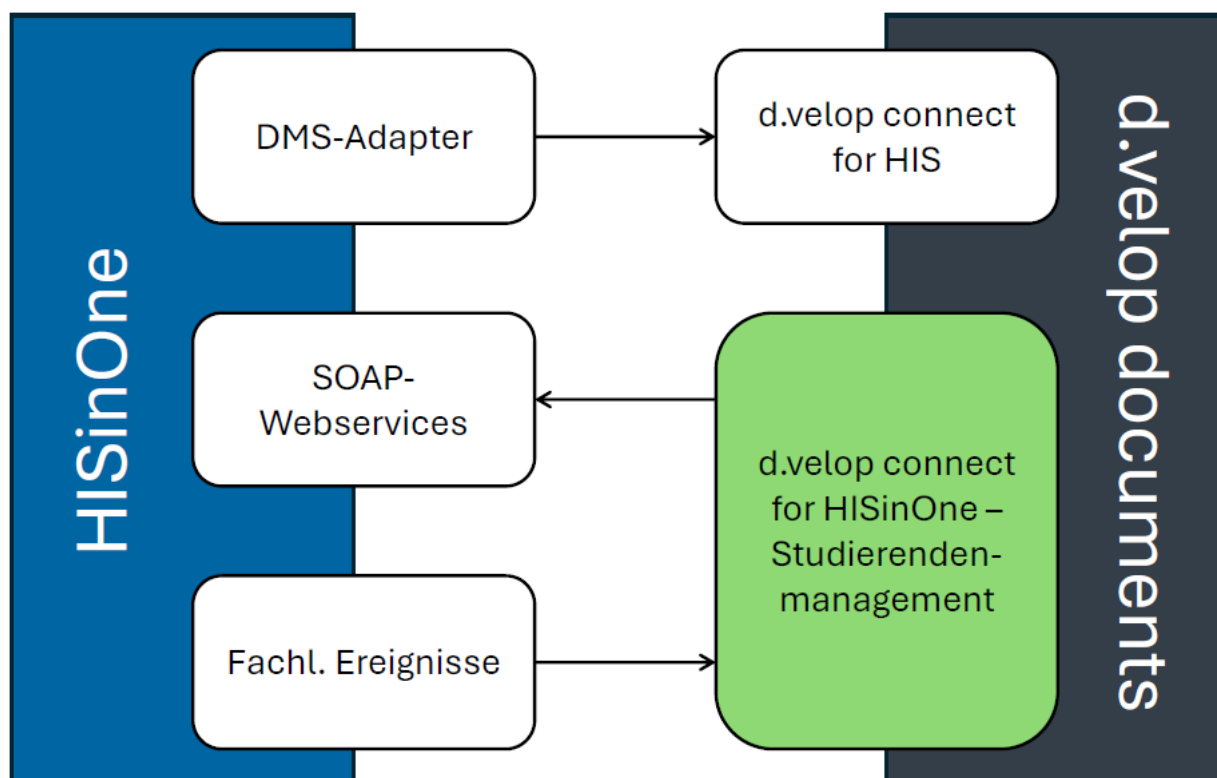 HISinOne
DMS-Adapter
d.velop connect
for HIS
SOAP-
Webservices
d.velop connect
for HISinOne –
Studierenden-
management
Fachl. Ereignisse
d.velop documents